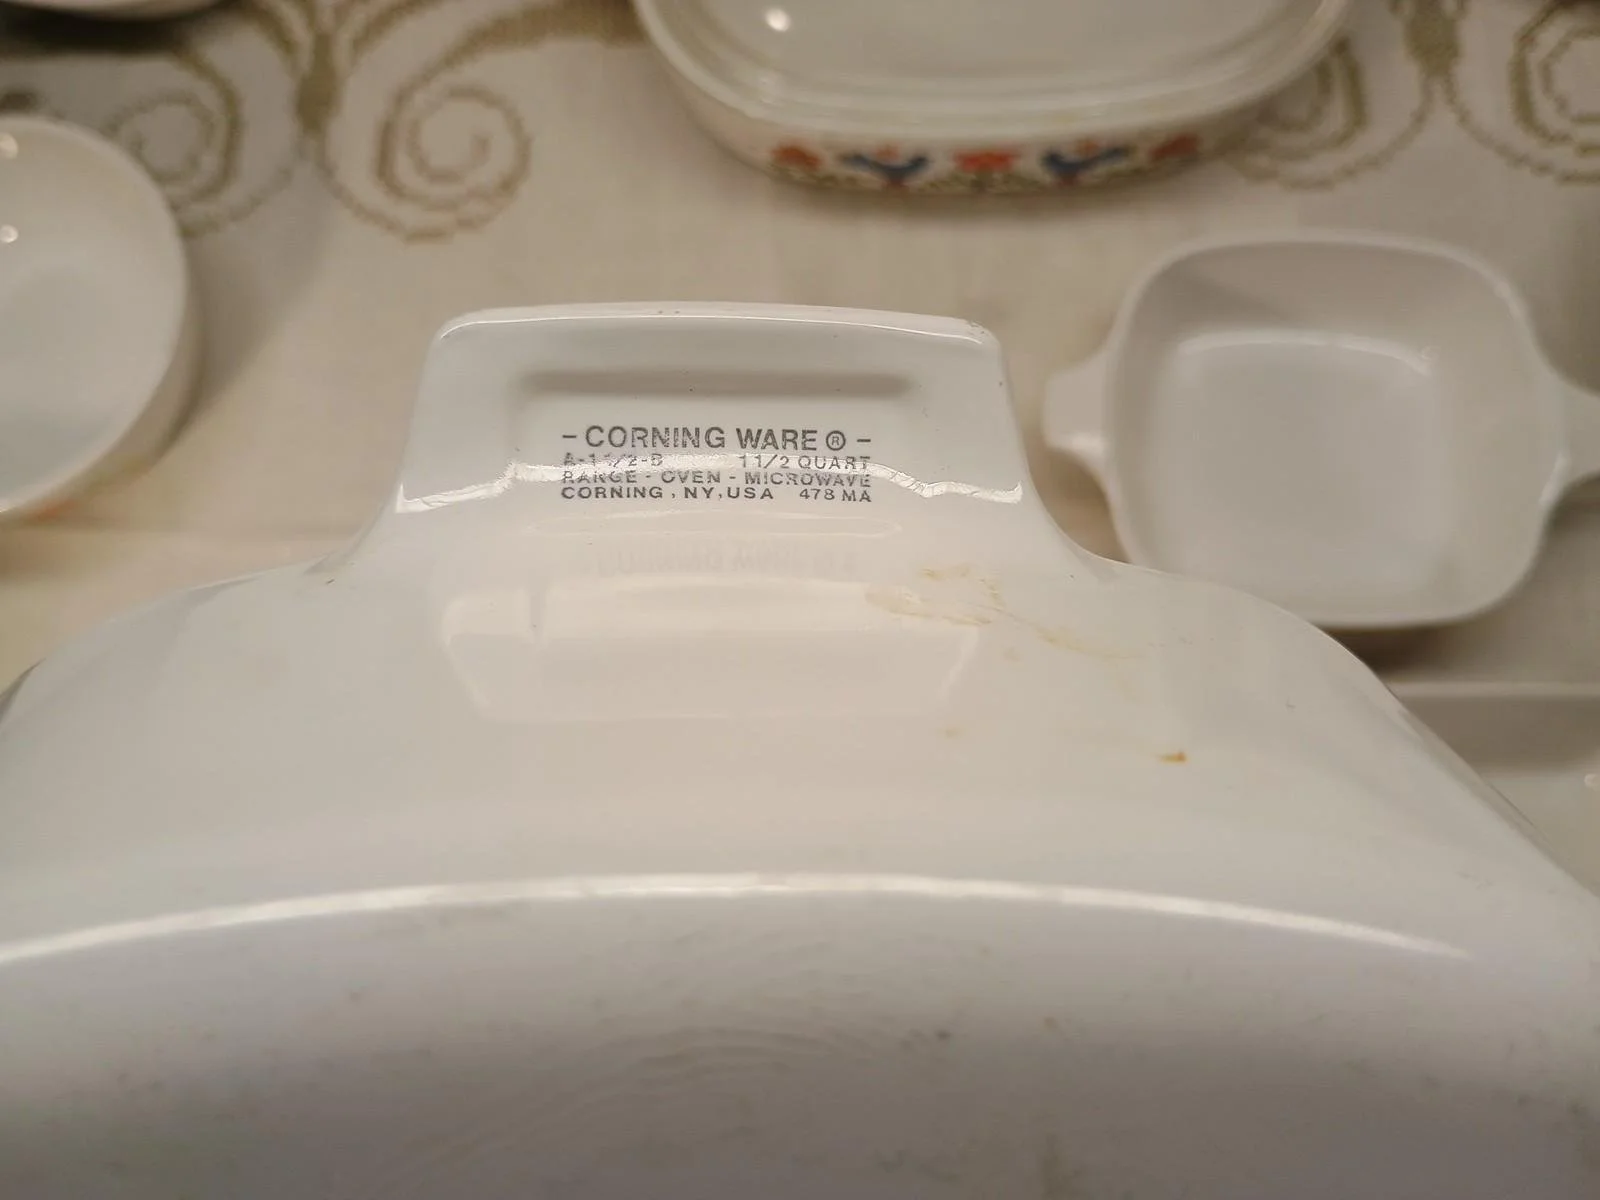 - CORNING WARE ® -
A-1 1/2-B 1 1/2 QUART
RANGE - OVEN - MICROWAVE
CORNING, NY, USA 478 MA